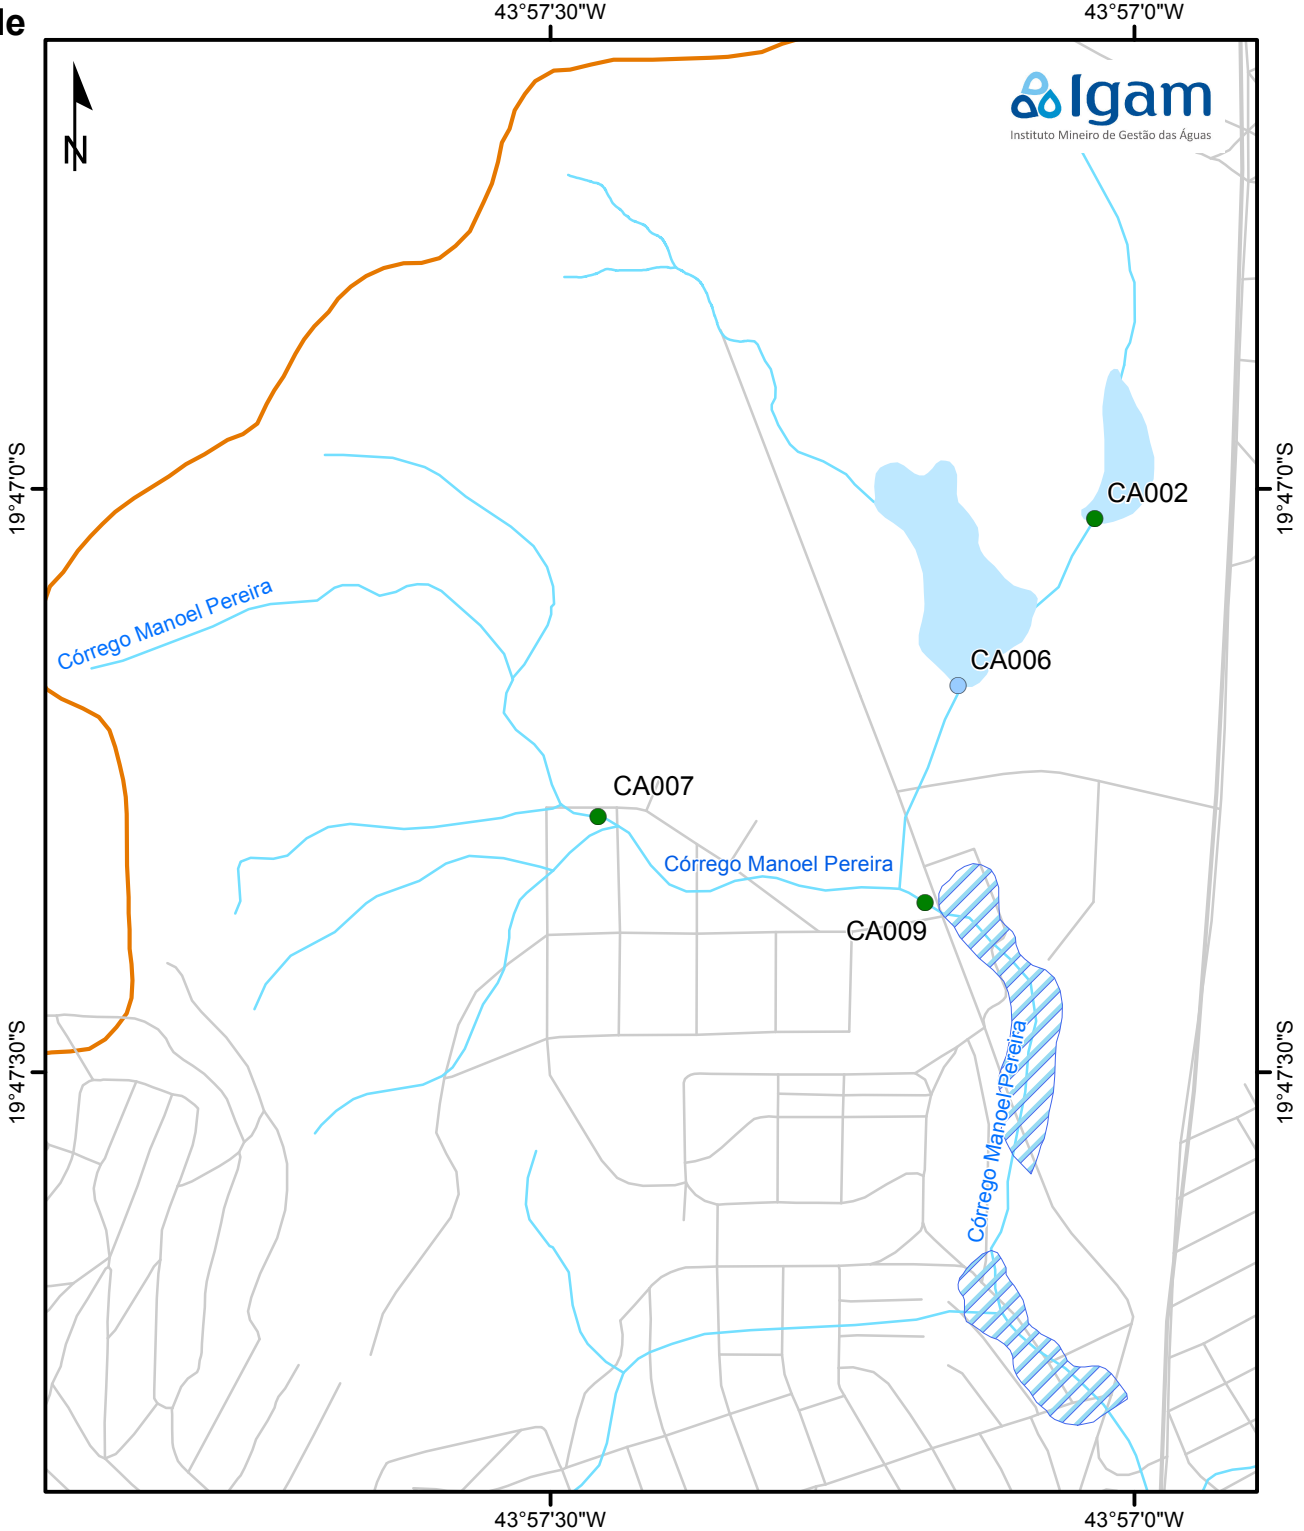 de
43°57'30"W
43°57'0"W
N
Igam
Instituto Mineiro de Gestão das Águas
19°47'0"S
19°47'0"S
CA002
Córrego Manoel Pereira
CA006
CA007
Córrego Manoel Pereira
CA009
19°47'30"S
19°47'30"S
Córrego Manoel Pereira
43°57'30"W
43°57'0"W